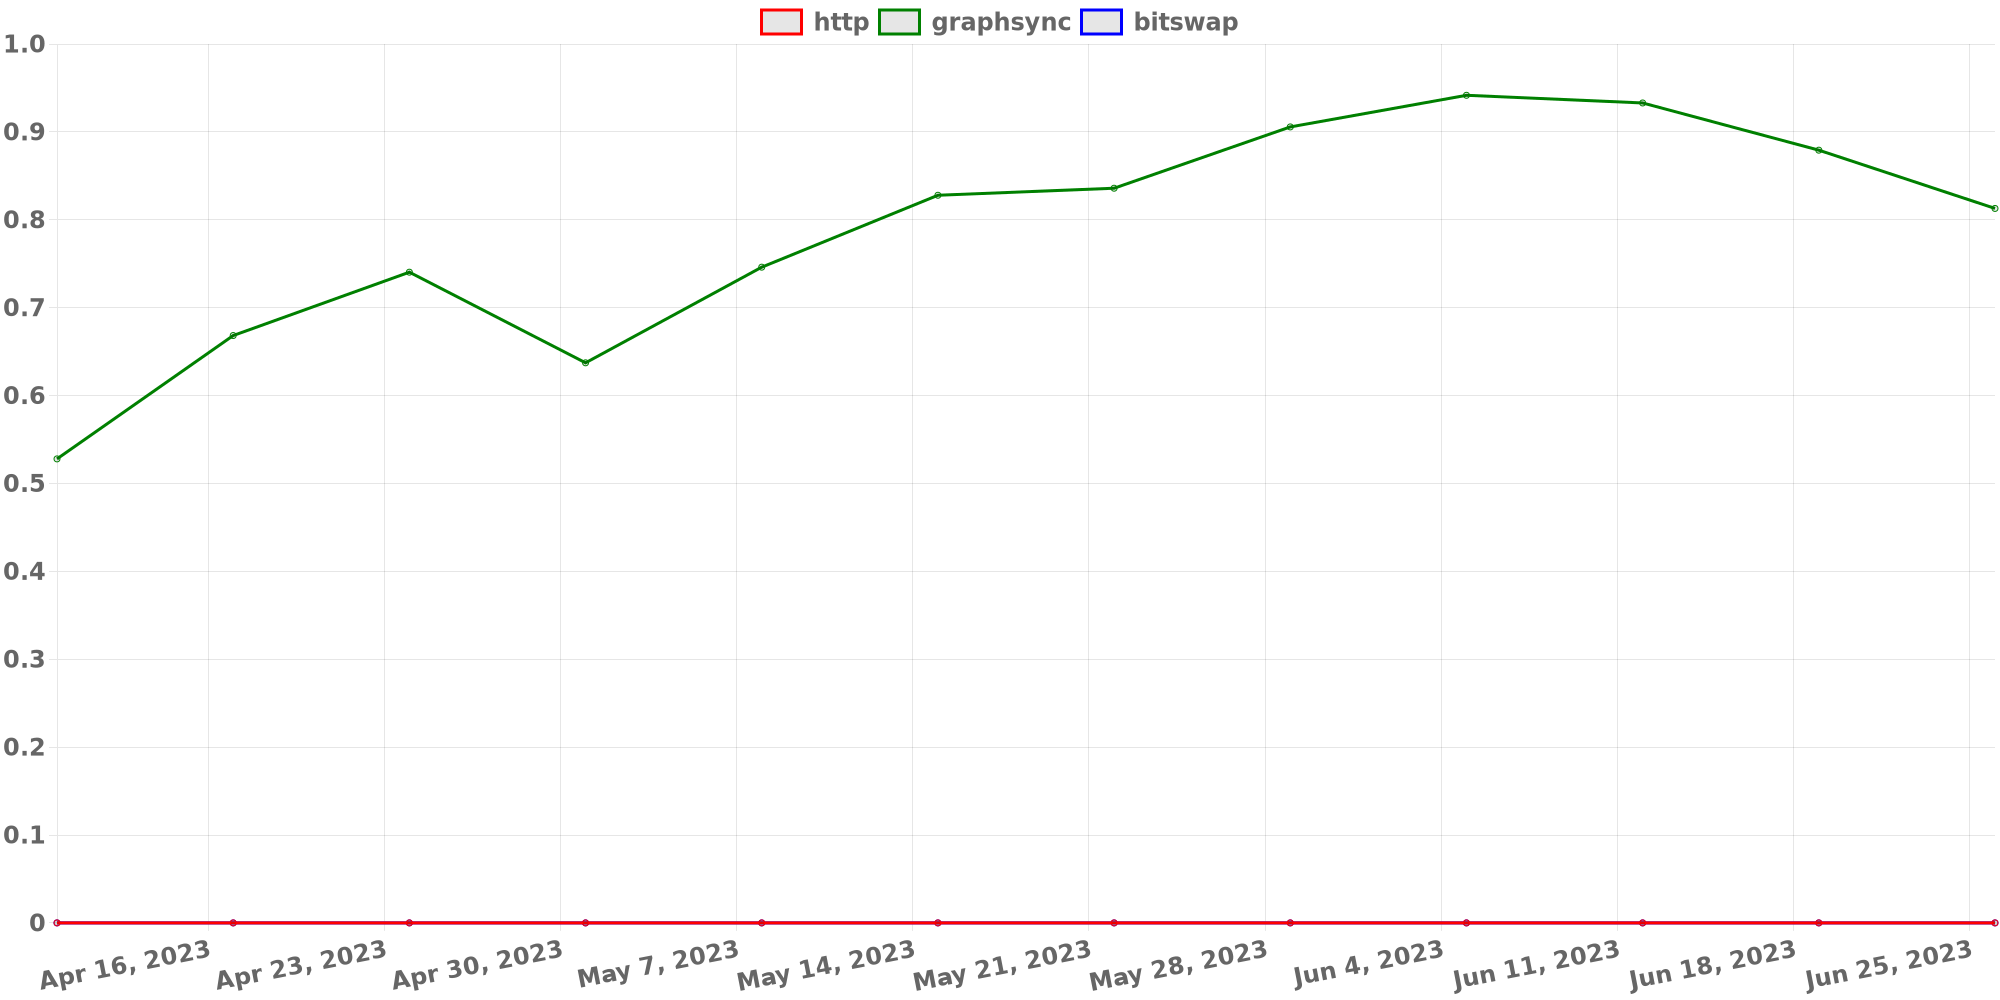 http graphsync bitswap
1.0
0.9
0.8
0.7
0.6
0.5
0.4
0.3
0.2
0.1
0
Apr 16, 2023
Apr 23, 2023
Apr 30, 2023
May 7, 2023
May 14, 2023
May 21, 2023
May 28, 2023
Jun 4, 2023
Jun 11, 2023
Jun 18, 2023
Jun 25, 2023